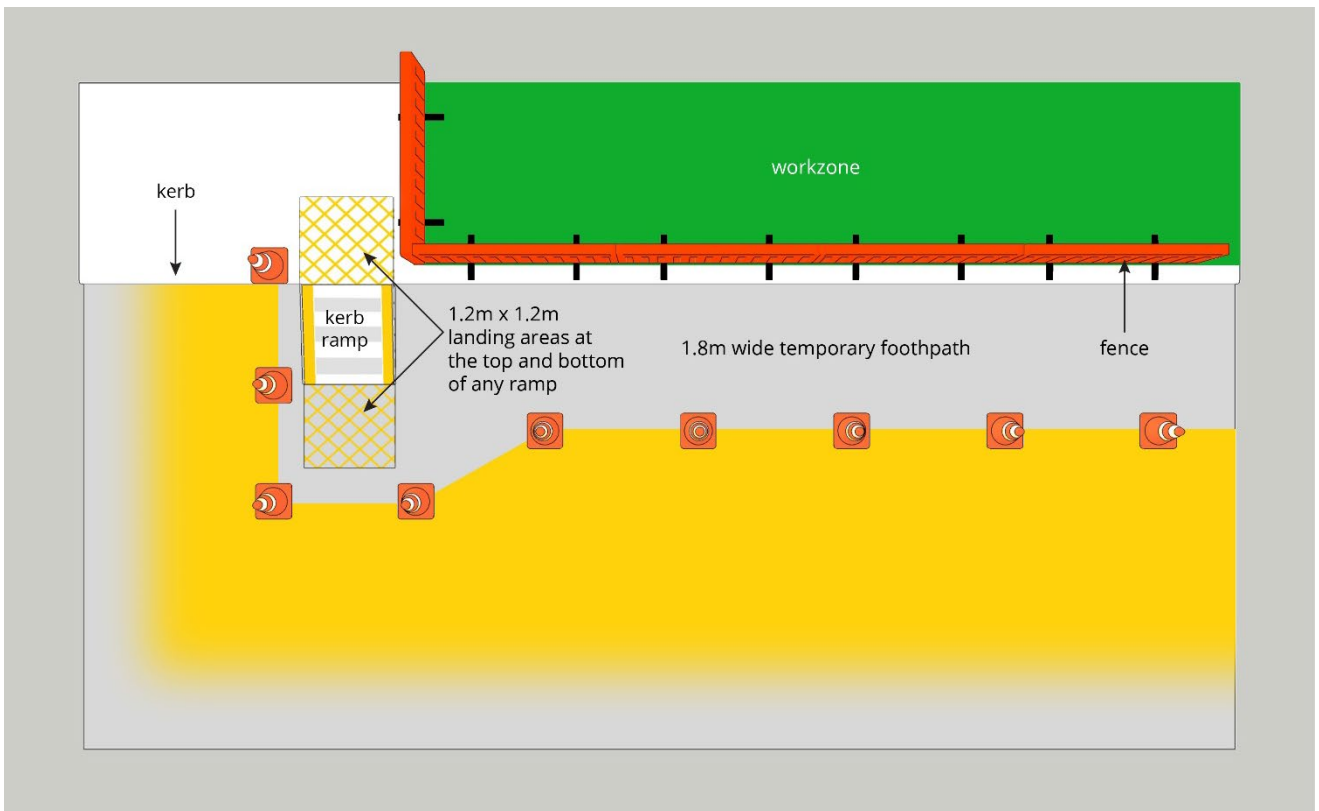 workzone
kerb
kerb
ramp
1.2m x 1.2m
landing areas at
the top and bottom
of any ramp
1.8m wide temporary foothpath
fence